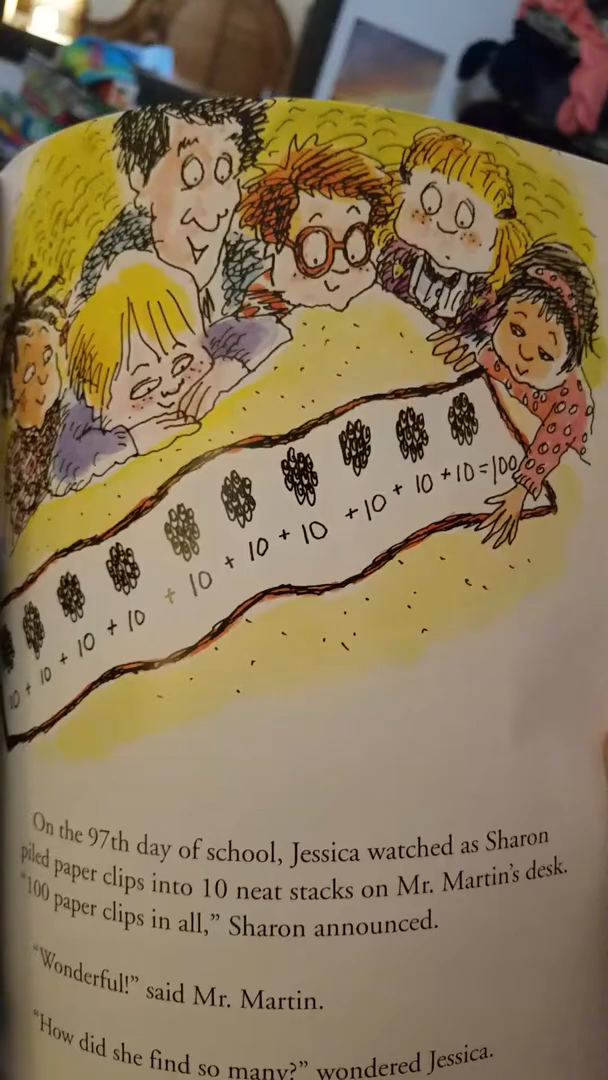 10 + 10 + 10 + 10 + 10 + 10 + 10 + 10 + 10 + 10 = 100
On the 97th day of school, Jessica watched as Sharon
piled paper clips into 10 neat stacks on Mr. Martin's desk.
"100 paper clips in all," Sharon announced.
"Wonderful!" said Mr. Martin.
"How did she find so many?" wondered Jessica.